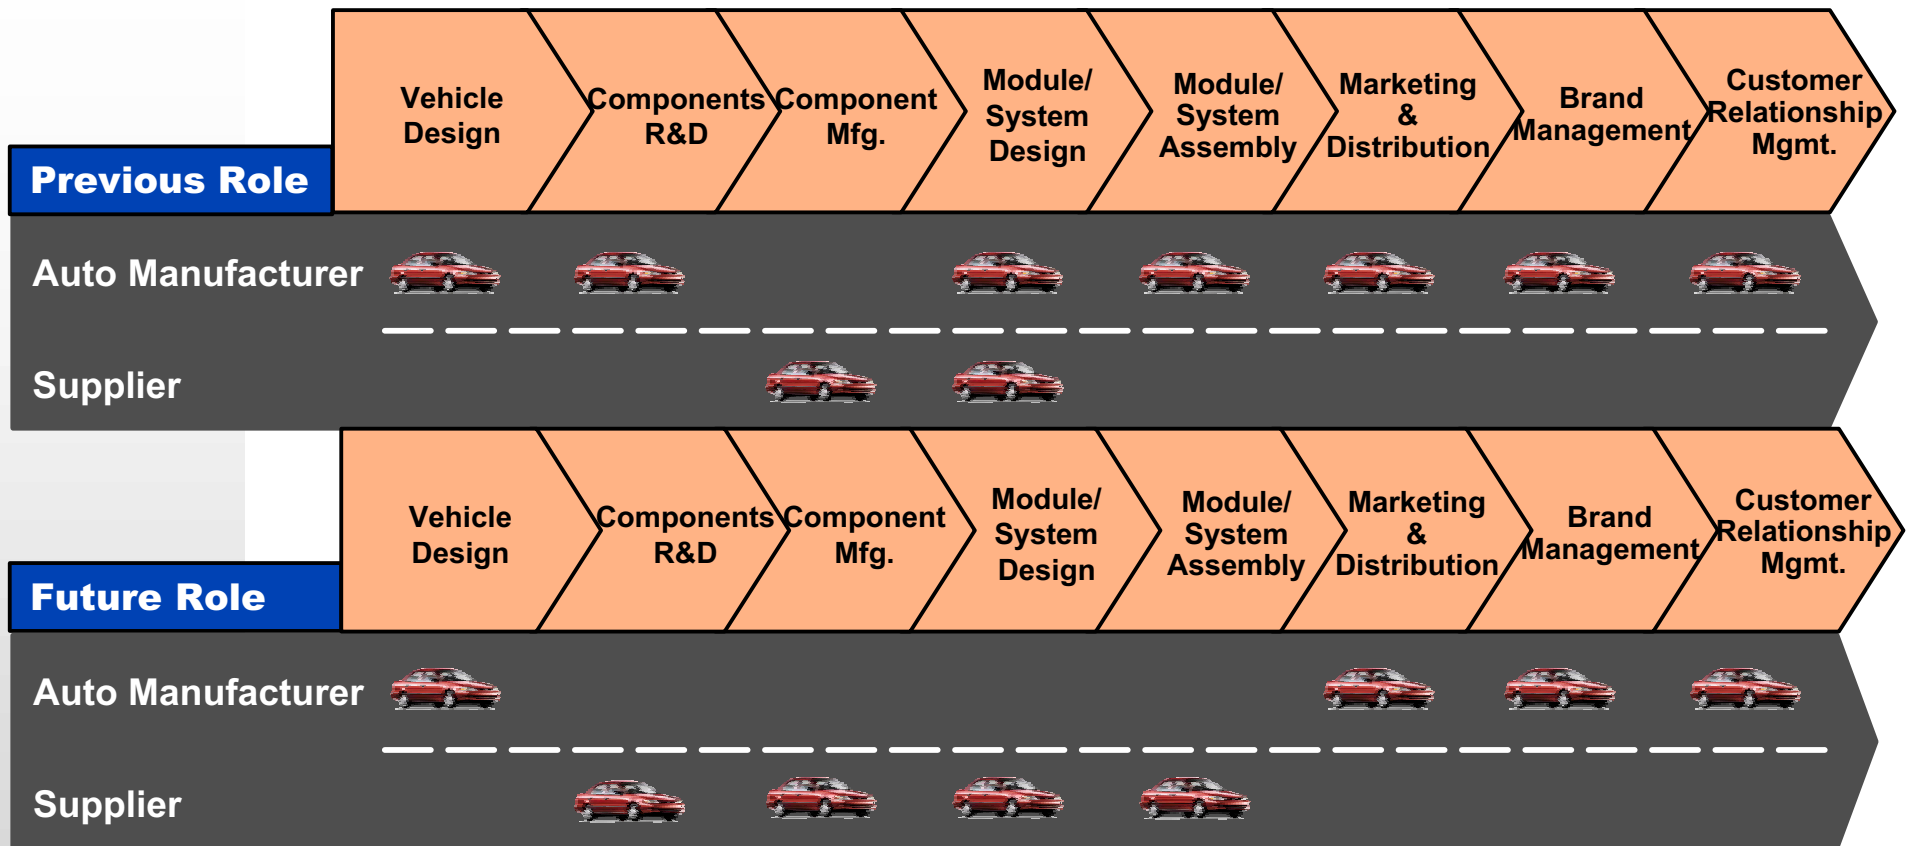 Vehicle
Design
Components
R&D
Component
Mfg.
Module/
System
Design
Module/
System
Assembly
Marketing
&
Distribution
Brand
Management
Customer
Relationship
Mgmt.
Previous Role
Auto Manufacturer
Supplier
Vehicle
Design
Components
R&D
Component
Mfg.
Module/
System
Design
Module/
System
Assembly
Marketing
&
Distribution
Brand
Management
Customer
Relationship
Mgmt.
Future Role
Auto Manufacturer
Supplier